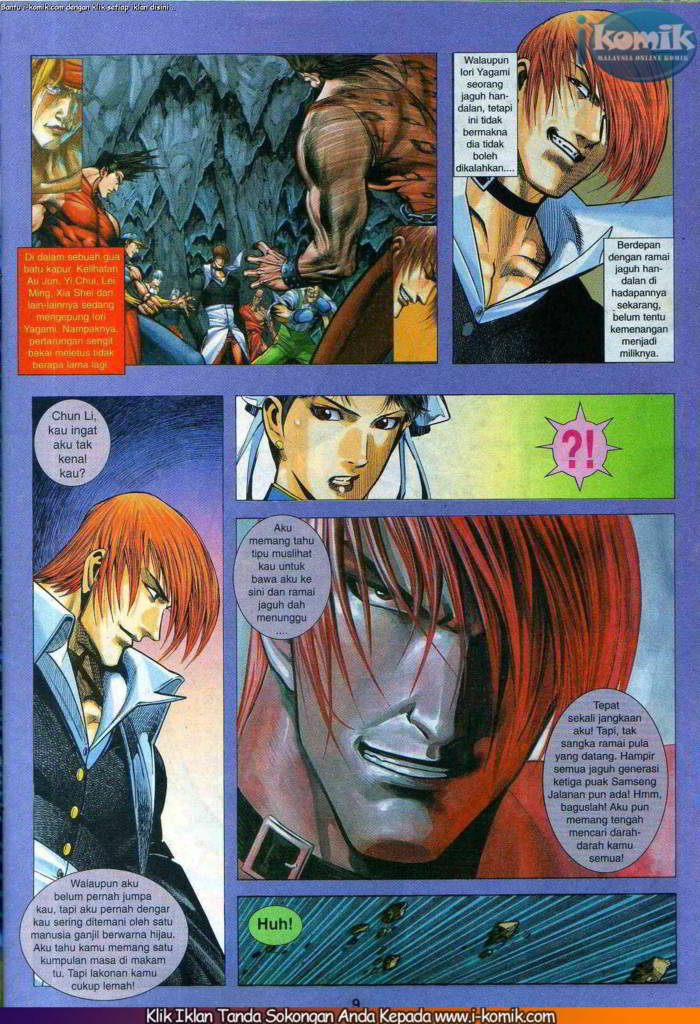 Bantu i-komik.com dengan klik setiap iklan disini ..
ikomik
MALAYSIA ONLINE KOMIK
Di dalam sebuah gua
batu kapur. Kelihatan
Au Jun, Yi Chui, Lei
Ming, Xia Shei dan
lain-lainnya sedang
mengepung Iori
Yagami. Nampaknya,
pertarungan sengit
bakal meletus tidak
berapa lama lagi.
Walaupun
Iori Yagami
seorang
jaguh han-
dalan, tetapi
ini tidak
bermakna
dia tidak
boleh
dikalahkan....
Berdepan
dengan ramai
jaguh han-
dalan di
hadapannya
sekarang,
belum tentu
kemenangan
menjadi
miliknya.
Chun Li,
kau ingat
aku tak
kenal
kau?
?!
Walaupun aku
belum pernah jumpa
kau, tapi aku pernah dengar
kau sering ditemani oleh satu
manusia ganjil berwarna hijau.
Aku tahu kamu memang satu
kumpulan masa di makam
tu. Tapi lakonan kamu
cukup lemah!
Aku
memang tahu
tipu muslihat
kau untuk
bawa aku ke
sini dan ramai
jaguh dah
menunggu
....
Tepat
sekali jangkaan
aku! Tapi, tak
sangka ramai pula
yang datang. Hampir
semua jaguh generasi
ketiga puak Samseng
Jalanan pun ada! Hmm,
baguslah! Aku pun
memang tengah
mencari darah-
darah kamu
semua!
Huh!
9
Klik Iklan Tanda Sokongan Anda Kepada www.i-komik.com